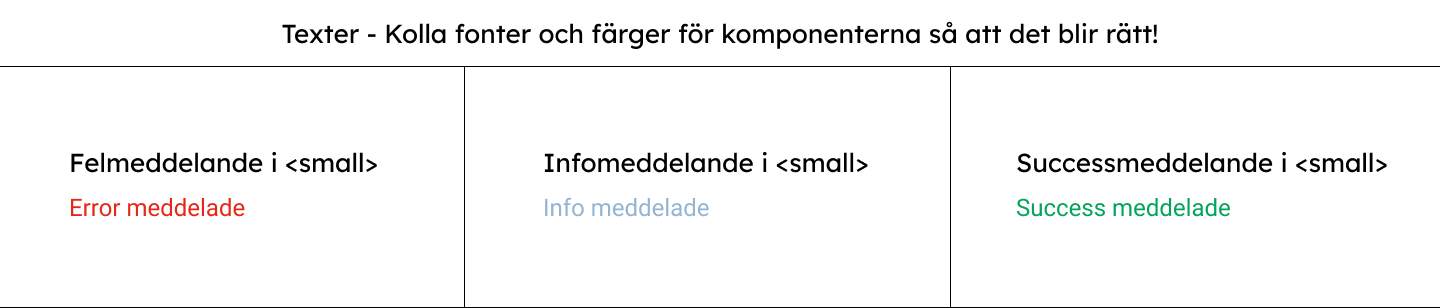 Texter - Kolla fonter och färger för komponenterna så att det blir rätt!
Felmeddelande i <small>
Error meddelade
Infomeddelande i <small>
Info meddelade
Successmeddelande i <small>
Success meddelade